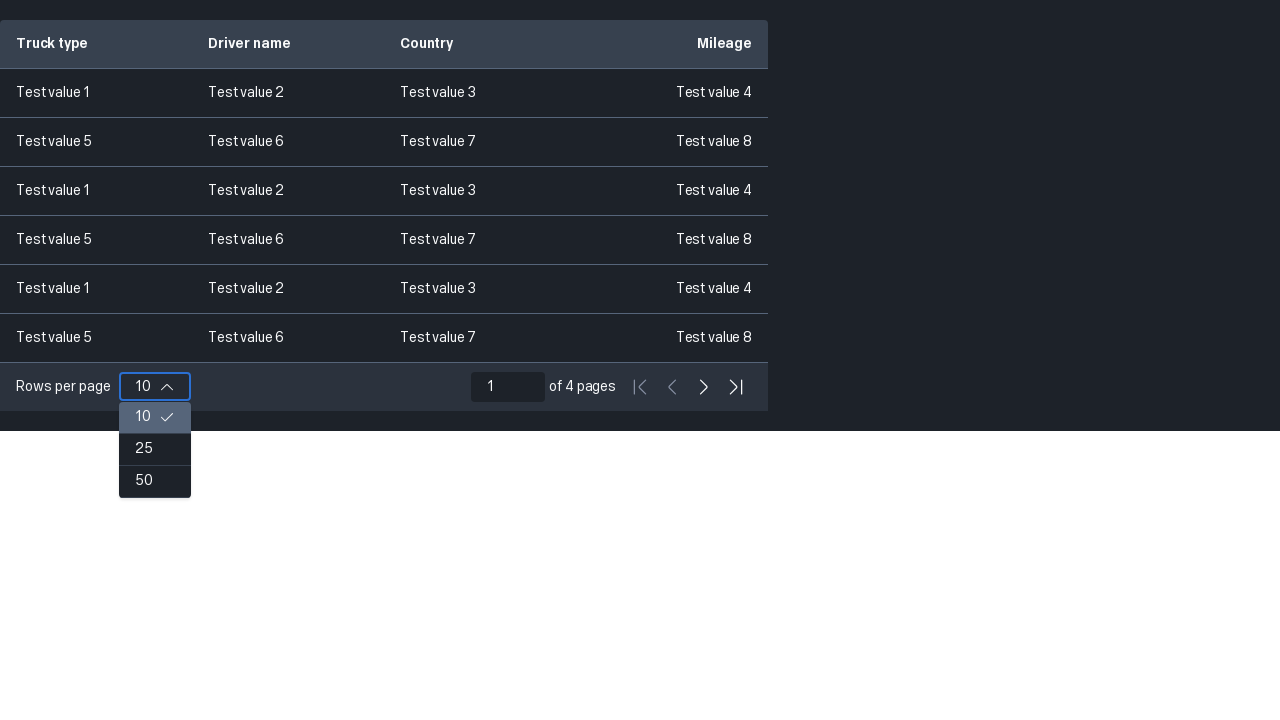 Truck type Driver name Country Mileage
Test value 1 Test value 2 Test value 3 Test value 4
Test value 5 Test value 6 Test value 7 Test value 8
Test value 1 Test value 2 Test value 3 Test value 4
Test value 5 Test value 6 Test value 7 Test value 8
Test value 1 Test value 2 Test value 3 Test value 4
Test value 5 Test value 6 Test value 7 Test value 8
Rows per page 10 1 of 4 pages
10
25
50